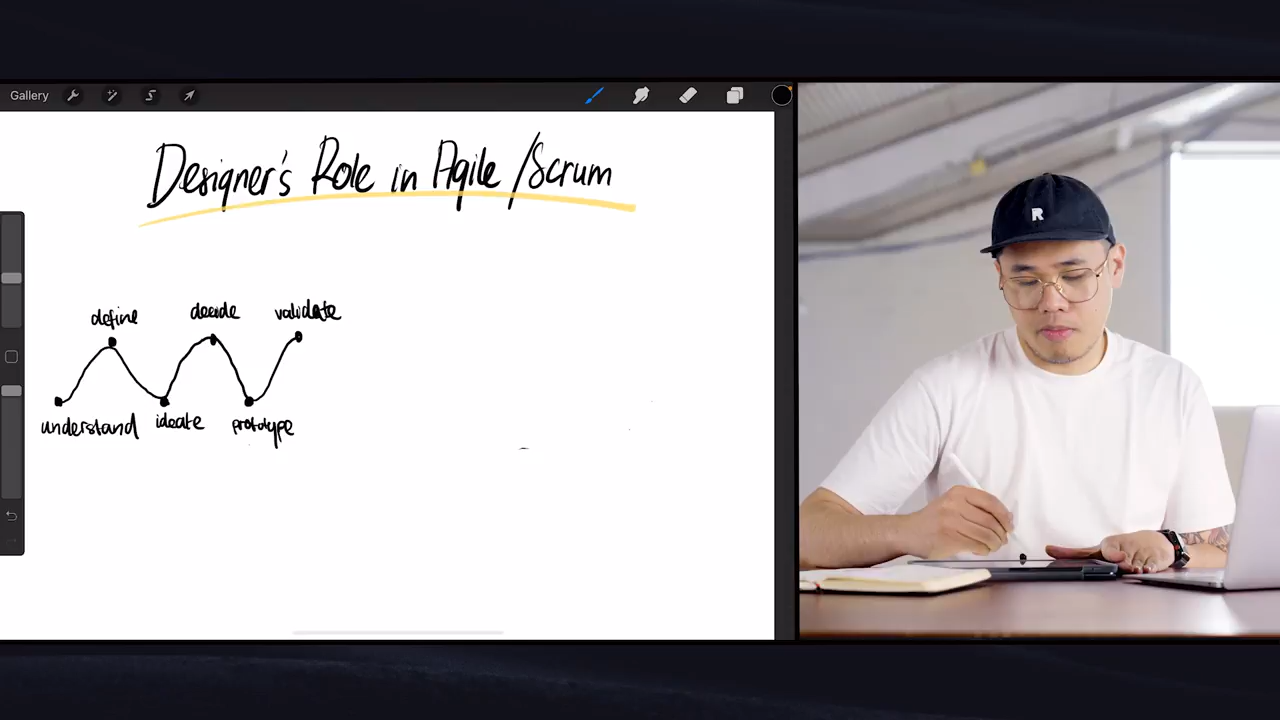 Gallery
Designer's Role in Agile/Scrum
define decide validate
understand ideate prototype
R